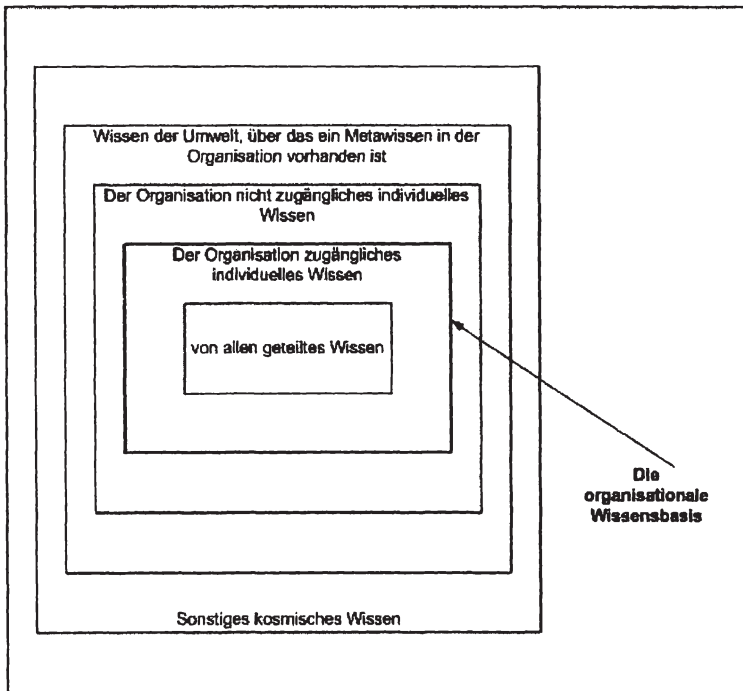 Wissen der Umwelt, über das ein Metawissen in der
Organisation vorhanden ist
Der Organisation nicht zugängliches individuelles
Wissen
Der Organisation zugängliches
individuelles Wissen
von allen geteiltes Wissen
Die
organisationale
Wissensbasis
Sonstiges kosmisches Wissen